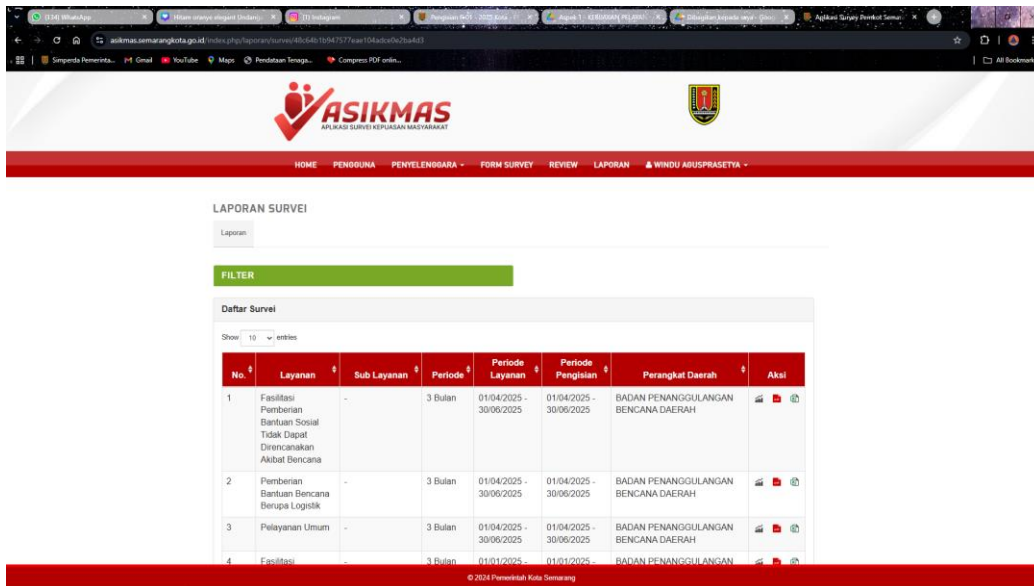 (134) WhatsApp
Hitam unwyu elegant Undang
(1) Instagram
Aplikasi Survey Pemkot Semar
asikmas.semarangkota.go.id/index.php/laporan/survei/
Simperda Pemerinta...
Gmail
YouTube
Maps
Pendataan Tenaga...
Compress PDF onlin...
All Bookmark
ASIKMAS
APLIKASI SURVEI KEPUASAN MASYARAKAT
HOME PENGGUNA PENYELENGGARA FORM SURVEY REVIEW LAPORAN WINDU AGUSPRASETYA
LAPORAN SURVEI
Laporan
FILTER
Daftar Survei
Show 10 entries
No. Layanan Sub Layanan Periode Periode Layanan Periode Pengisian Perangkat Daerah Aksi
1 Fasilitasi - 3 Bulan 01/04/2025 - 01/04/2025 - BADAN PENANGGULANGAN
Pemberian 30/06/2025 30/06/2025 BENCANA DAERAH
Bantuan Sosial
Tidak Dapat
Direncanakan
Akibat Bencana
2 Pemberian - 3 Bulan 01/04/2025 - 01/04/2025 - BADAN PENANGGULANGAN
Bantuan Bencana 30/06/2025 30/06/2025 BENCANA DAERAH
Berupa Logistik
3 Pelayanan Umum - 3 Bulan 01/04/2025 - 01/04/2025 - BADAN PENANGGULANGAN
30/06/2025 30/06/2025 BENCANA DAERAH
4 Fasilitasi - 3 Bulan 01/01/2025 - 01/01/2025 - BADAN PENANGGULANGAN
© 2024 Pemerintah Kota Semarang